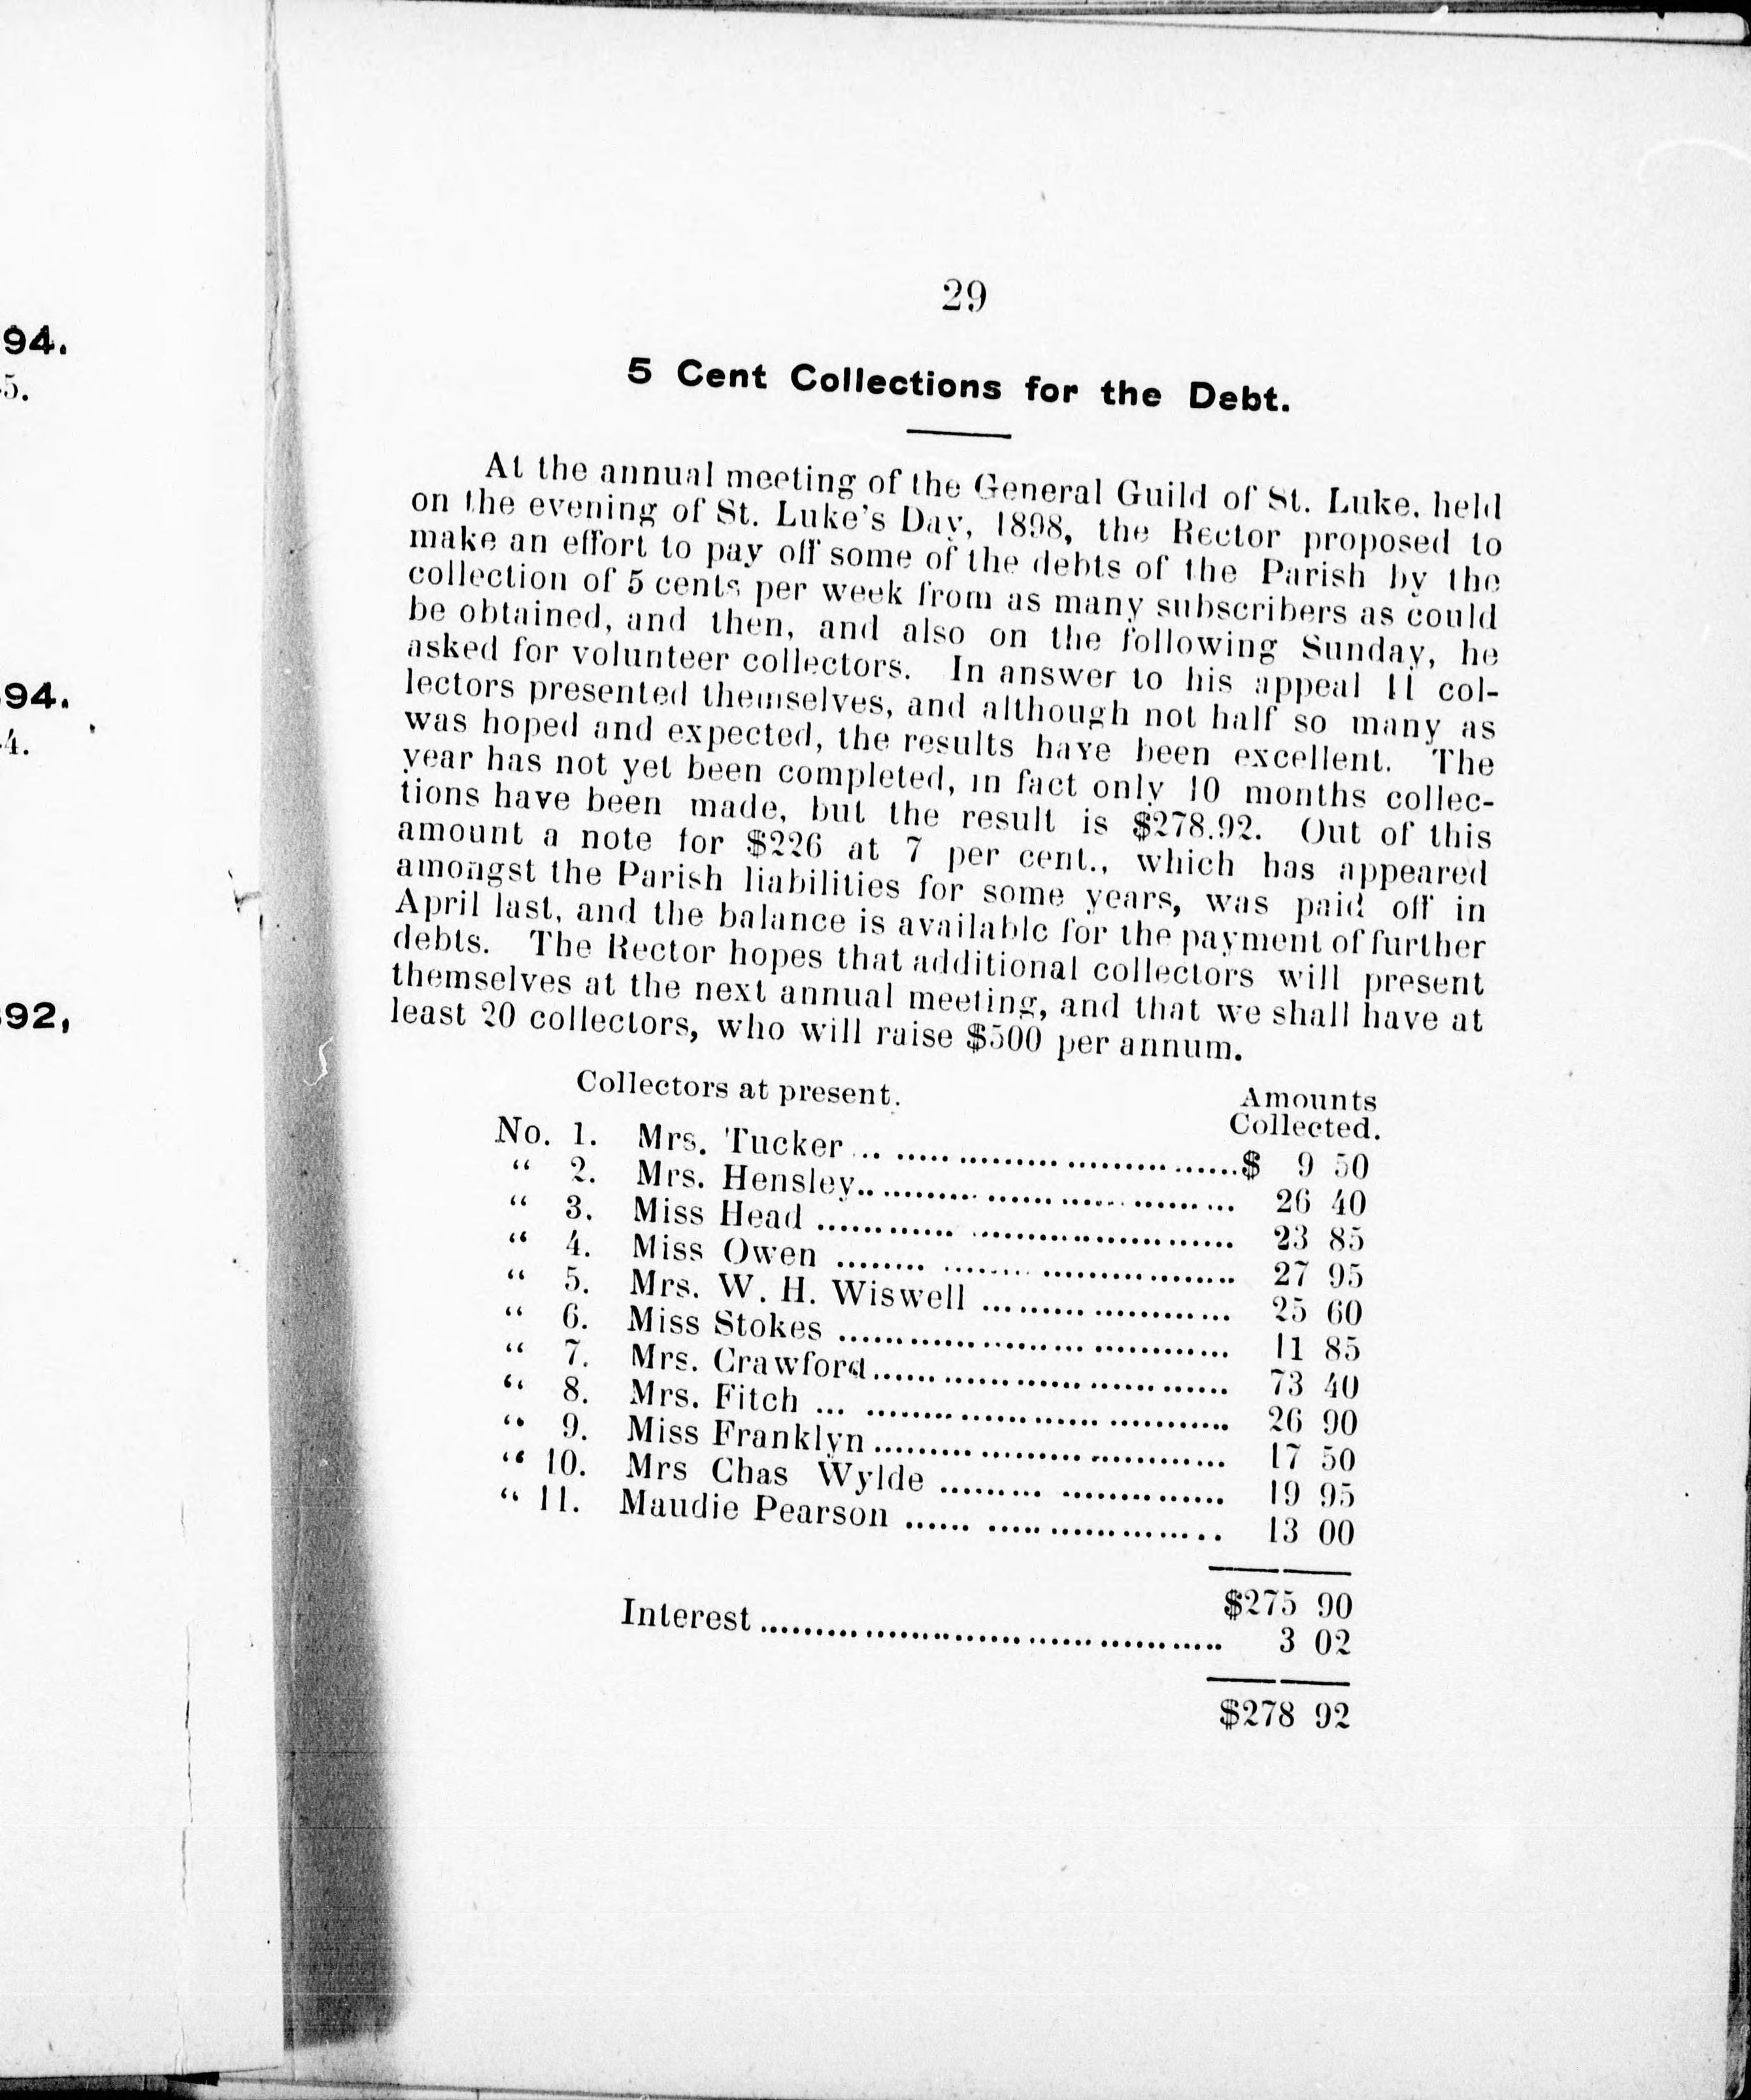 94.
5.
94.
4.
92,
29
5 Cent Collections for the Debt.
At the annual meeting of the General Guild of St. Luke, held
on the evening of St. Luke's Day, 1898, the Rector proposed to
make an effort to pay off some of the debts of the Parish by the
collection of 5 cents per week from as many subscribers as could
be obtained, and then, and also on the following Sunday, he
asked for volunteer collectors. In answer to his appeal 11 col-
lectors presented themselves, and although not half so many as
was hoped and expected, the results have been excellent. The
year has not yet been completed, in fact only 10 months collec-
tions have been made, but the result is $278.92. Out of this
amount a note for $226 at 7 per cent., which has appeared
amongst the Parish liabilities for some years, was paid off in
April last, and the balance is available for the payment of further
debts. The Rector hopes that additional collectors will present
themselves at the next annual meeting, and that we shall have at
least 20 collectors, who will raise $500 per annum.
Collectors at present. Amounts
Collected.
No. 1. Mrs. Tucker ........ $ 9 50
" 2. Mrs. Hensley ........ 26 40
" 3. Miss Head ........ 23 85
" 4. Miss Owen ........ 27 95
" 5. Mrs. W. H. Wiswell ........ 25 60
" 6. Miss Stokes ........ 11 85
" 7. Mrs. Crawford ........ 73 40
" 8. Mrs. Fitch ........ 26 90
" 9. Miss Franklyn ........ 17 50
" 10. Mrs Chas Wylde ........ 19 95
" 11. Maudie Pearson ........ 13 00
$275 90
Interest ........ 3 02
$278 92